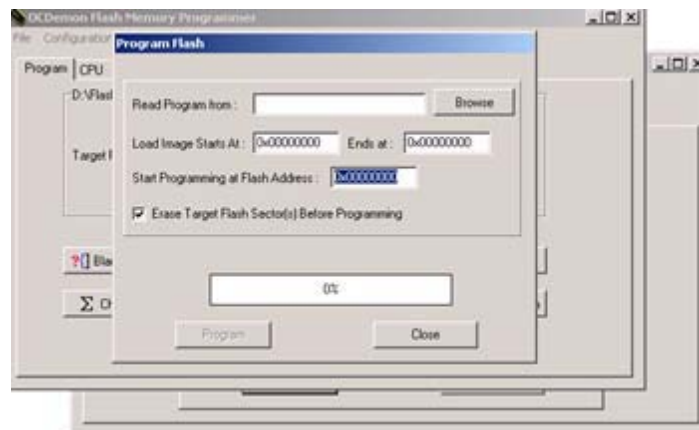 OCDemon Flash Memory Programmer
File Configuration
Program Flash
Program CPU
D:\Flas
Read Program from :
Browse
Load Image Starts At : 0x00000000 Ends at : 0x00000000
Target
Start Programming at Flash Address : 0x00000000
Erase Target Flash Sector(s) Before Programming
?[] Bla
0%
Σ
Program Close